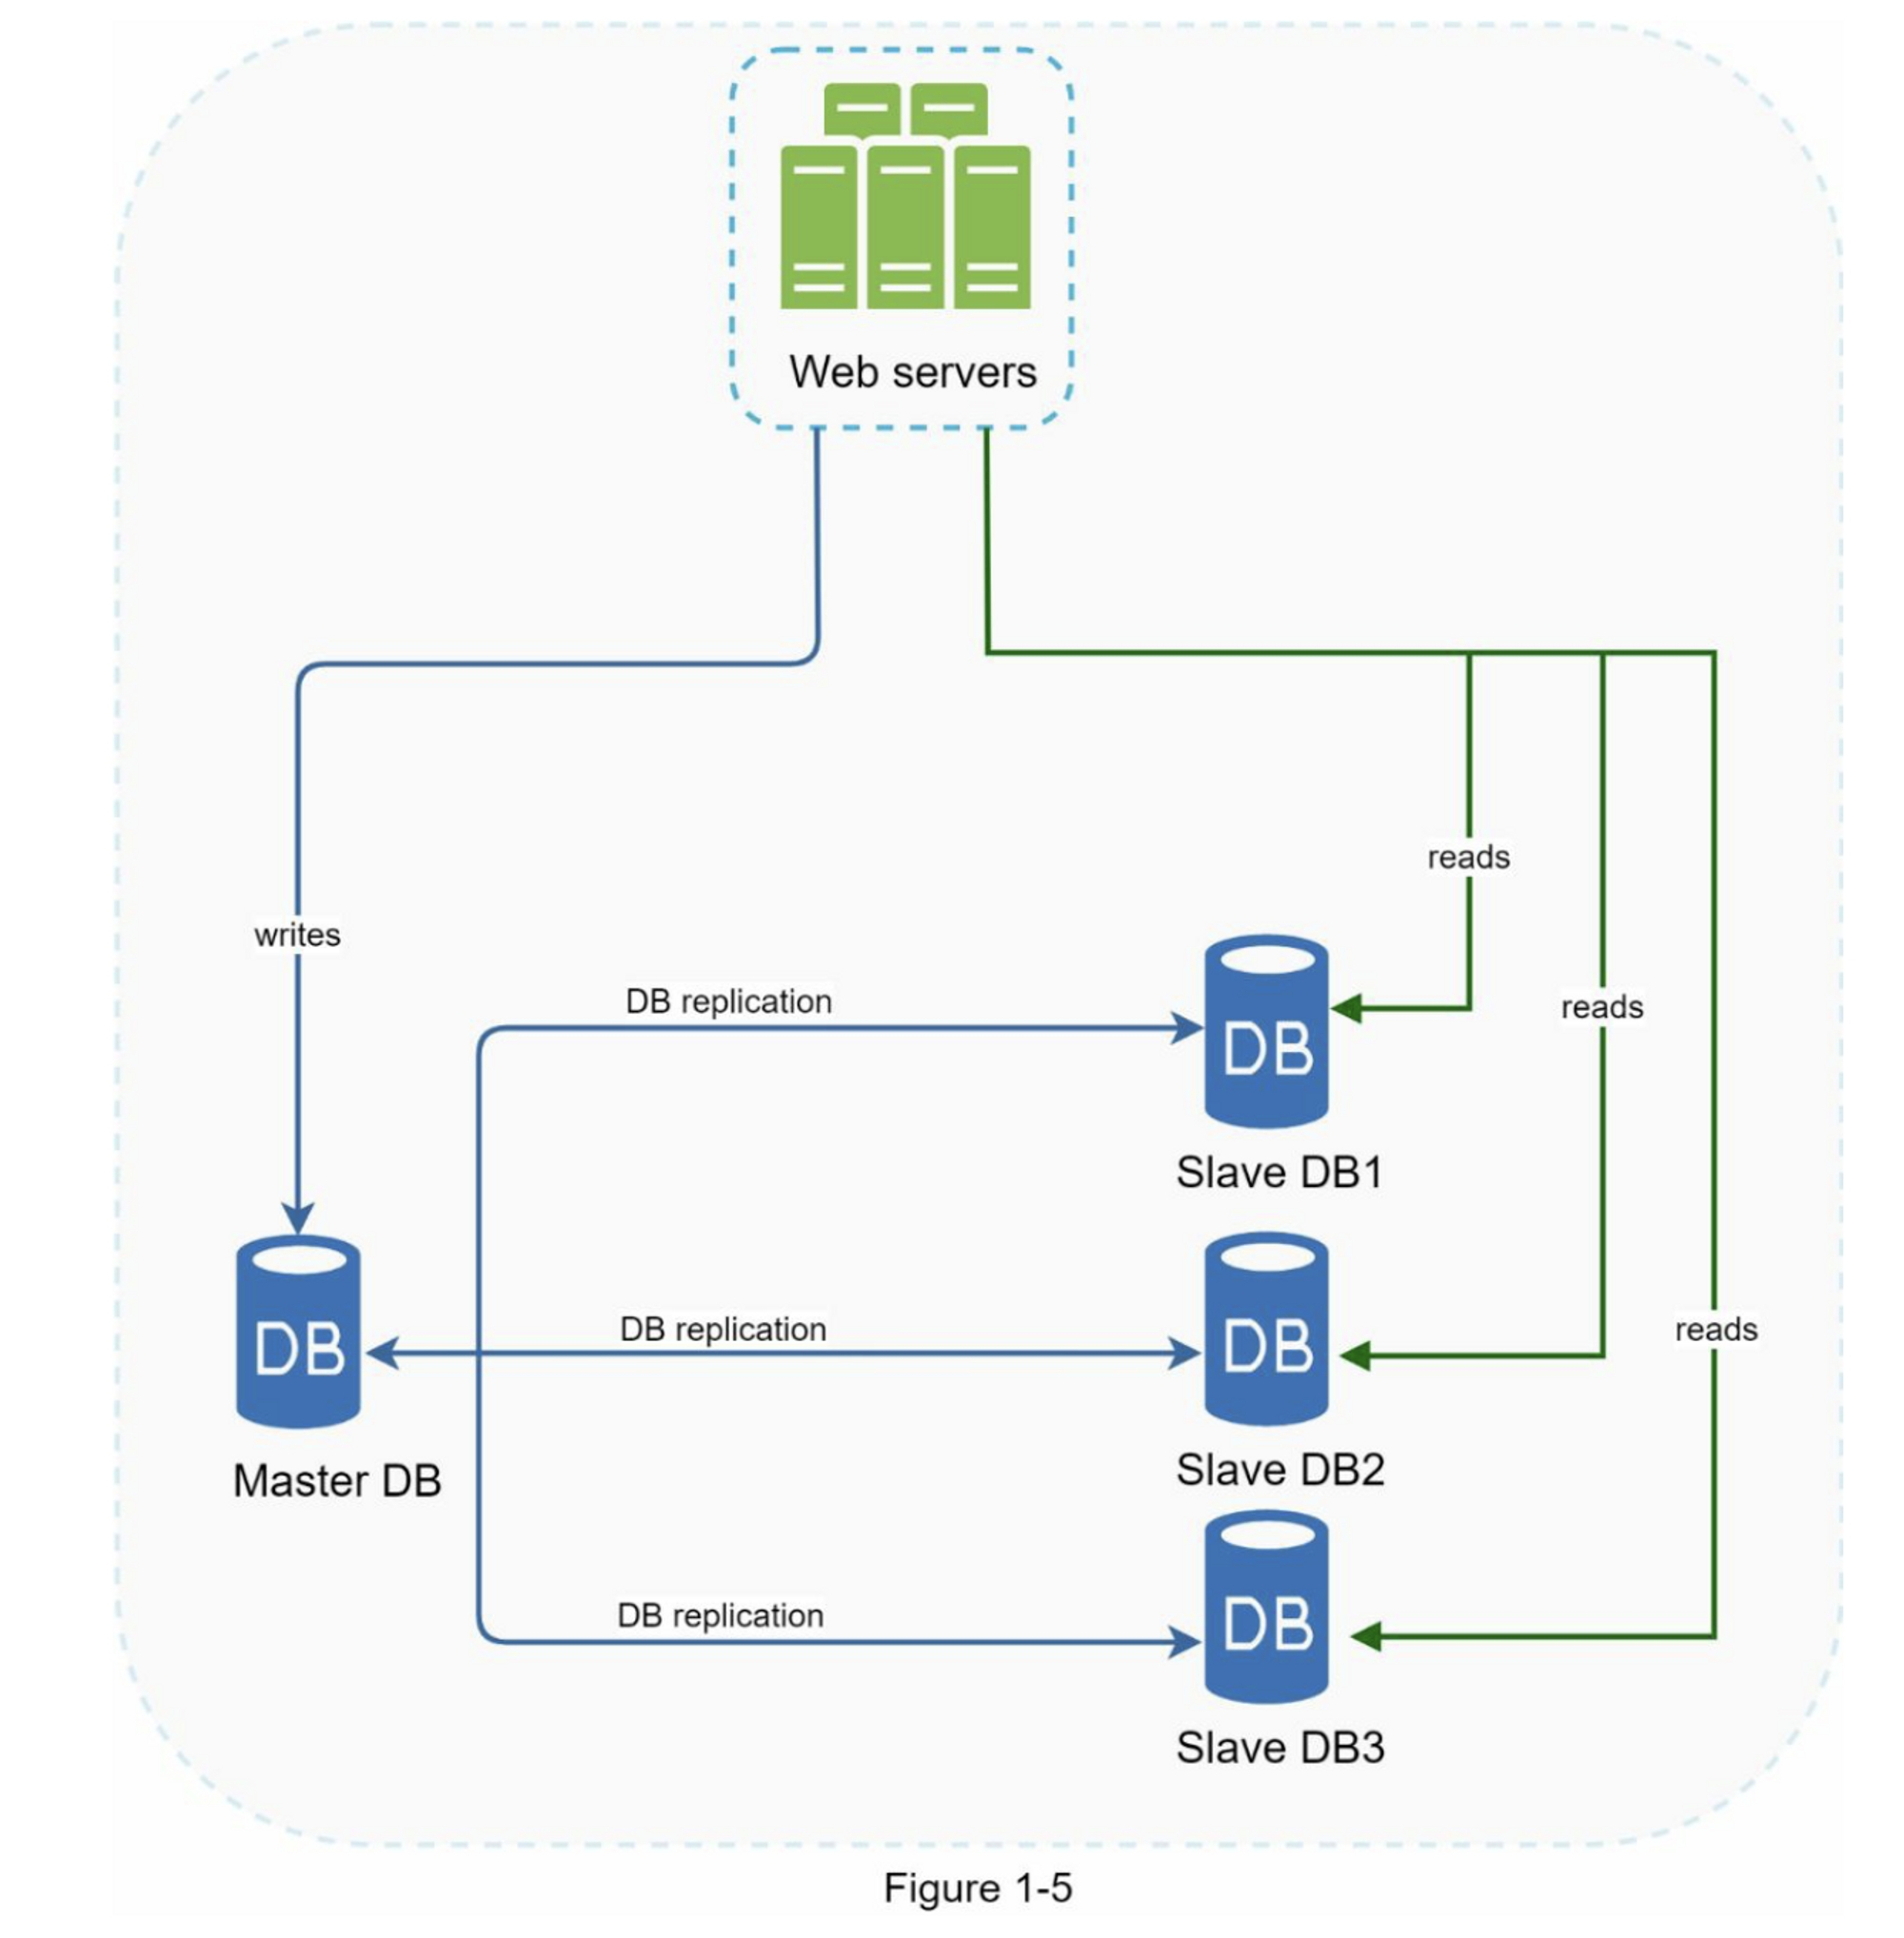 Web servers
reads
writes
DB replication
reads
DB
Slave DB1
DB replication
reads
DB
DB
Master DB
Slave DB2
DB replication
DB
Slave DB3
Figure 1-5